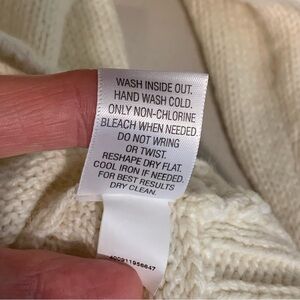 WASH INSIDE OUT.
HAND WASH COLD.
ONLY NON-CHLORINE
BLEACH WHEN NEEDED.
DO NOT WRING
OR TWIST.
RESHAPE DRY FLAT.
COOL IRON IF NEEDED.
FOR BEST RESULTS
DRY CLEAN.